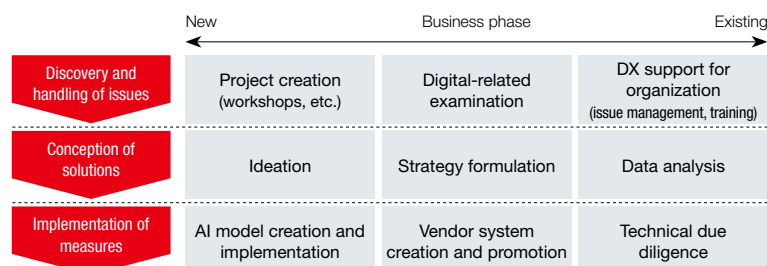 New Business phase Existing
Discovery and
handling of issues
Project creation
(workshops, etc.)
Digital-related
examination
DX support for
organization
(issue management, training)
Conception of
solutions
Ideation
Strategy formulation
Data analysis
Implementation of
measures
AI model creation and
implementation
Vendor system
creation and promotion
Technical due
diligence